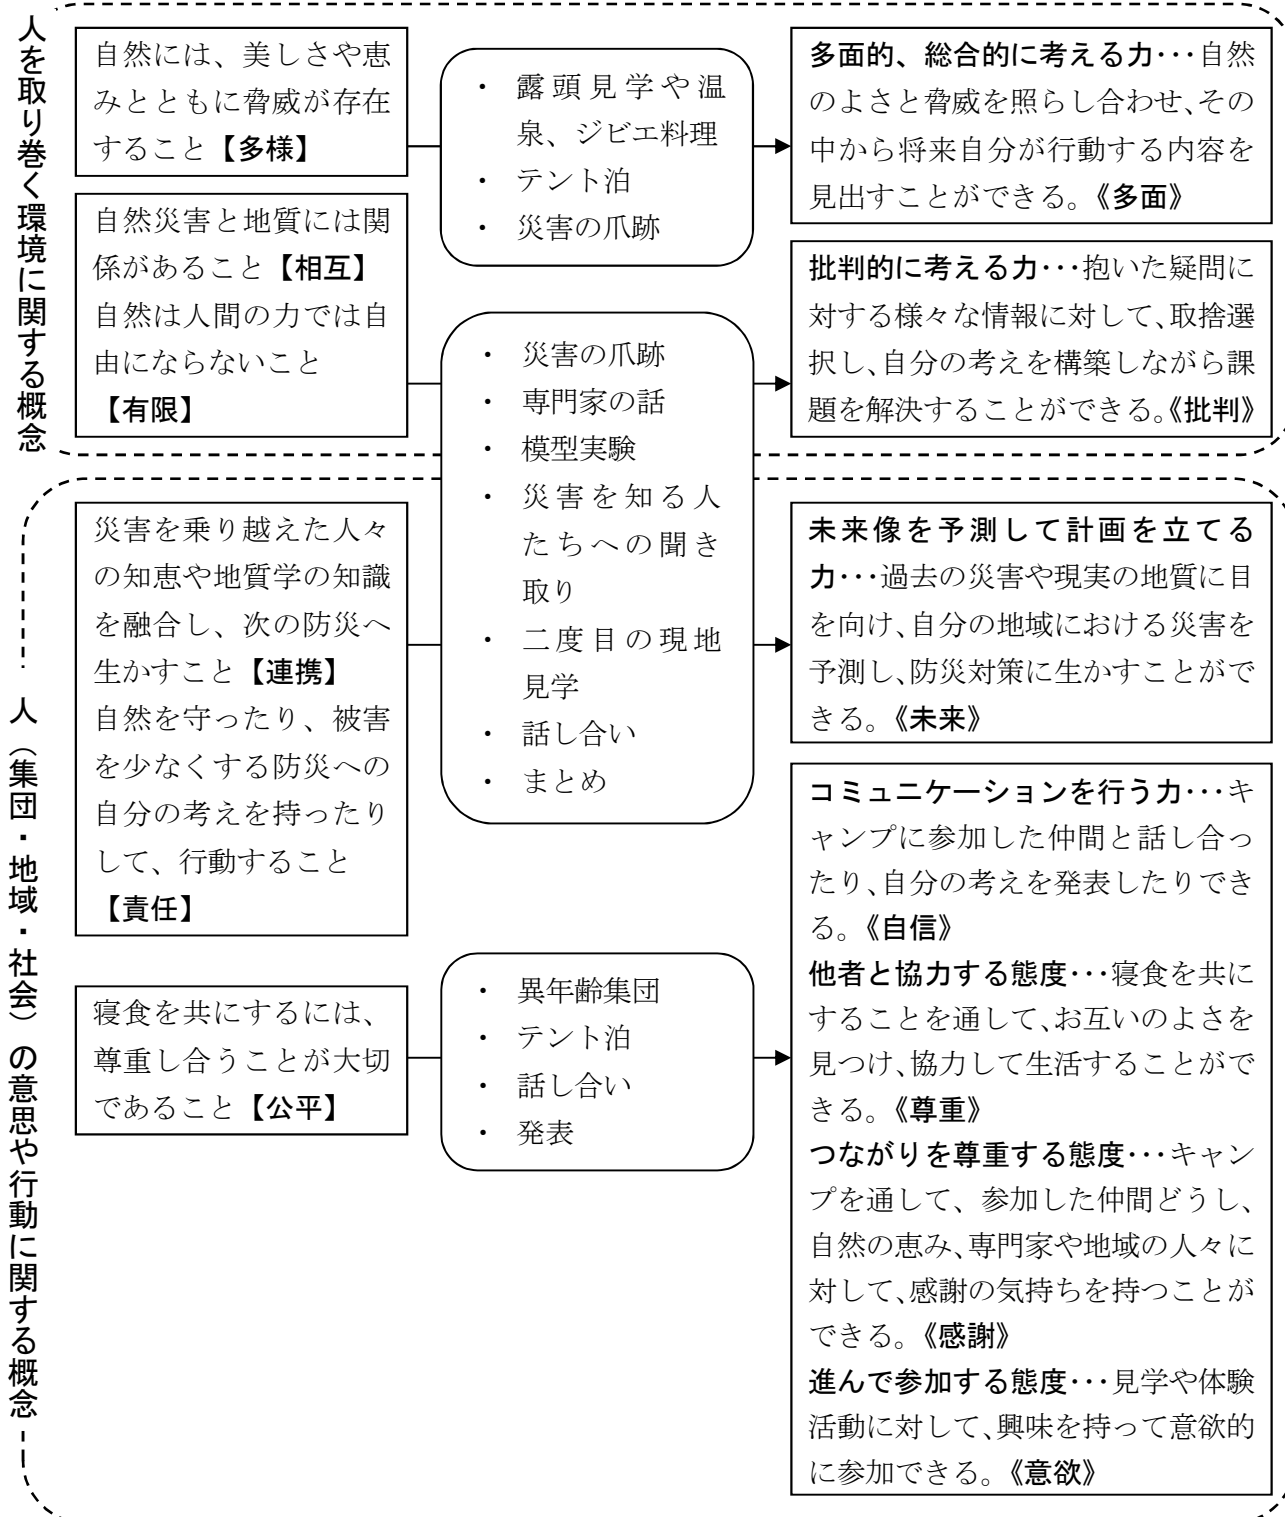 人を取り巻く環境に関する概念
自然には、美しさや恵
みとともに脅威が存在
すること【多様】
自然災害と地質には関
係があること【相互】
自然は人間の力では自
由にならないこと
【有限】
・ 露頭見学や温
泉、ジビエ料理
・ テント泊
・ 災害の爪跡
・ 災害の爪跡
・ 専門家の話
・ 模型実験
・ 災害を知る人
たちへの聞き
取り
・ 二度目の現地
見学
・ 話し合い
・ まとめ
多面的、総合的に考える力･･･自然
のよさと脅威を照らし合わせ、その
中から将来自分が行動する内容を
見出すことができる。《多面》
批判的に考える力･･･抱いた疑問に
対する様々な情報に対して、取捨選
択し、自分の考えを構築しながら課
題を解決することができる。《批判》
人（集団・地域・社会）の意思や行動に関する概念
災害を乗り越えた人々
の知恵や地質学の知識
を融合し、次の防災へ
生かすこと【連携】
自然を守ったり、被害
を少なくする防災への
自分の考えを持ったり
して、行動すること
【責任】
寝食を共にするには、
尊重し合うことが大切
であること【公平】
・ 異年齢集団
・ テント泊
・ 話し合い
・ 発表
未来像を予測して計画を立てる
力･･･過去の災害や現実の地質に目
を向け、自分の地域における災害を
予測し、防災対策に生かすことがで
きる。《未来》
コミュニケーションを行う力･･･キ
ャンプに参加した仲間と話し合っ
たり、自分の考えを発表したりでき
る。《自信》
他者と協力する態度･･･寝食を共に
することを通して、お互いのよさを
見つけ、協力して生活することがで
きる。《尊重》
つながりを尊重する態度･･･キャン
プを通して、参加した仲間どうし、
自然の恵み、専門家や地域の人々に
対して、感謝の気持ちを持つことが
できる。《感謝》
進んで参加する態度･･･見学や体験
活動に対して、興味を持って意欲的
に参加できる。《意欲》